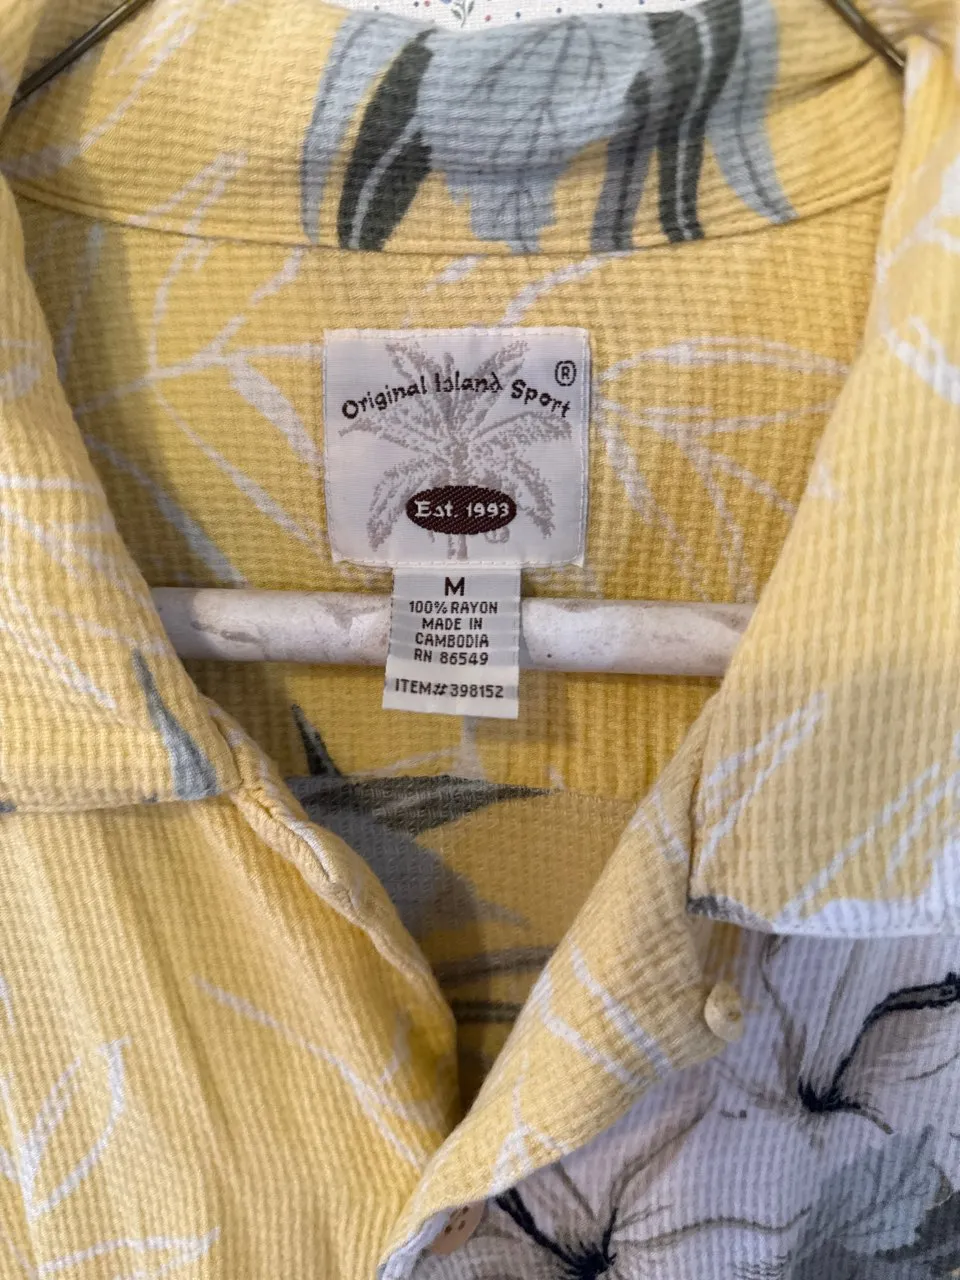 Original Island Sport ®
Est. 1993
M
100% RAYON
MADE IN
CAMBODIA
RN 86549
ITEM# 398152